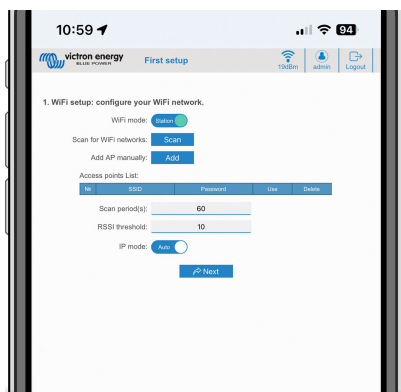 10:59 94
victron energy
BLUE POWER
First setup
19dBm admin Logout
1. WiFi setup: configure your WiFi network.
WiFi mode: Station
Scan for WiFi networks: Scan
Add AP manually: Add
Access points List:
№ SSID Password Use Delete
Scan period(s): 60
RSSI threshold: 10
IP mode: Auto
Next